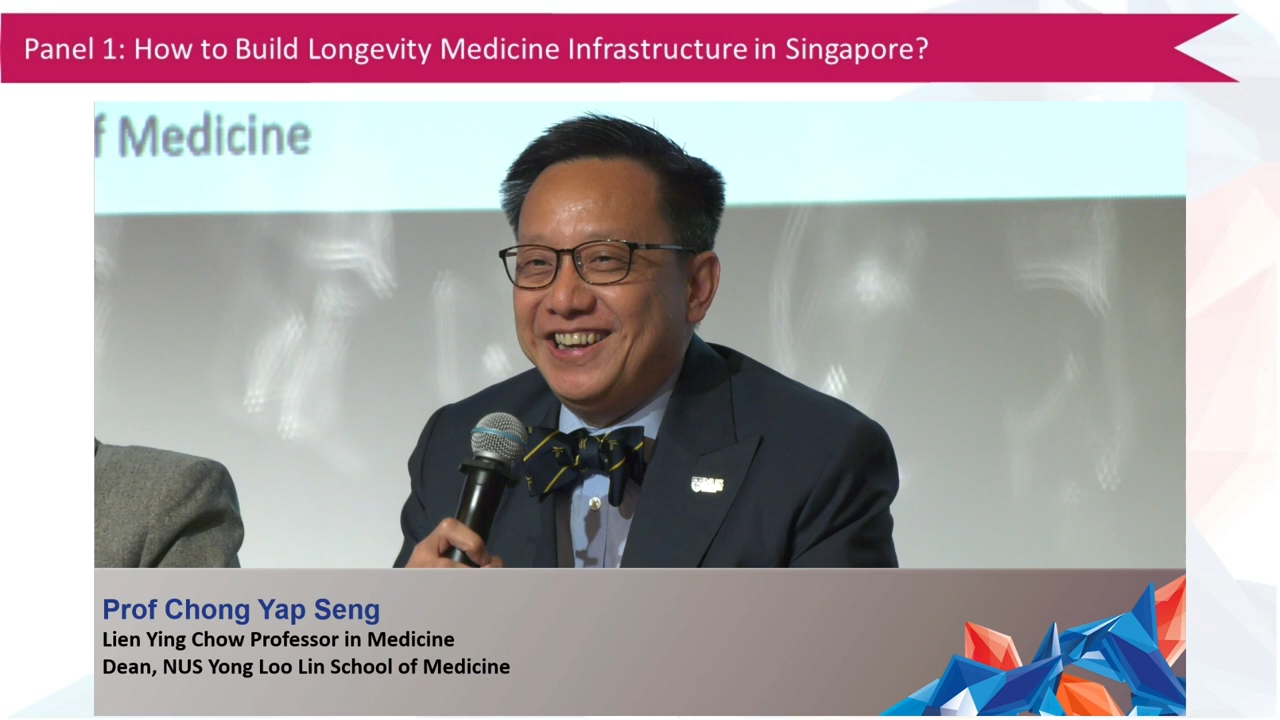 Panel 1: How to Build Longevity Medicine Infrastructure in Singapore?
f Medicine
NUS
Prof Chong Yap Seng
Lien Ying Chow Professor in Medicine
Dean, NUS Yong Loo Lin School of Medicine